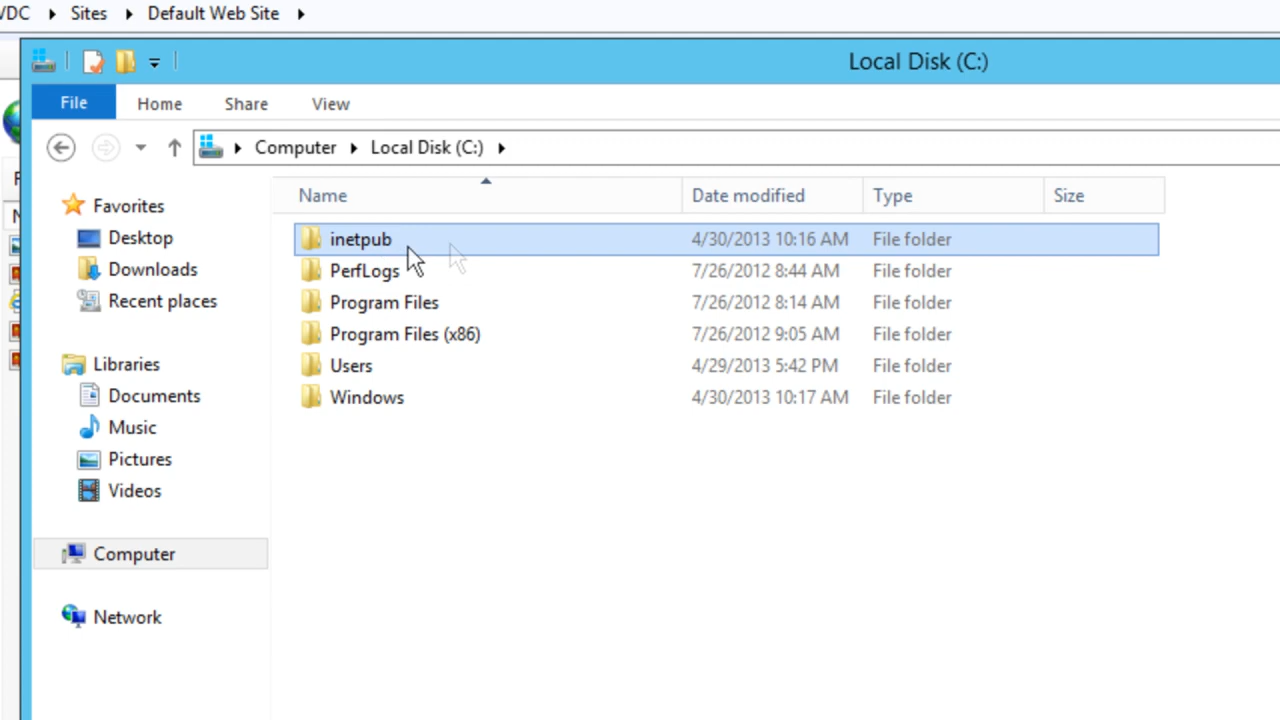 VDC Sites Default Web Site
Local Disk (C:)
File Home Share View
Computer Local Disk (C:)
Name Date modified Type Size
Favorites
Desktop
Downloads
Recent places
Libraries
Documents
Music
Pictures
Videos
Computer
Network
inetpub 4/30/2013 10:16 AM File folder
PerfLogs 7/26/2012 8:44 AM File folder
Program Files 7/26/2012 8:14 AM File folder
Program Files (x86) 7/26/2012 9:05 AM File folder
Users 4/29/2013 5:42 PM File folder
Windows 4/30/2013 10:17 AM File folder